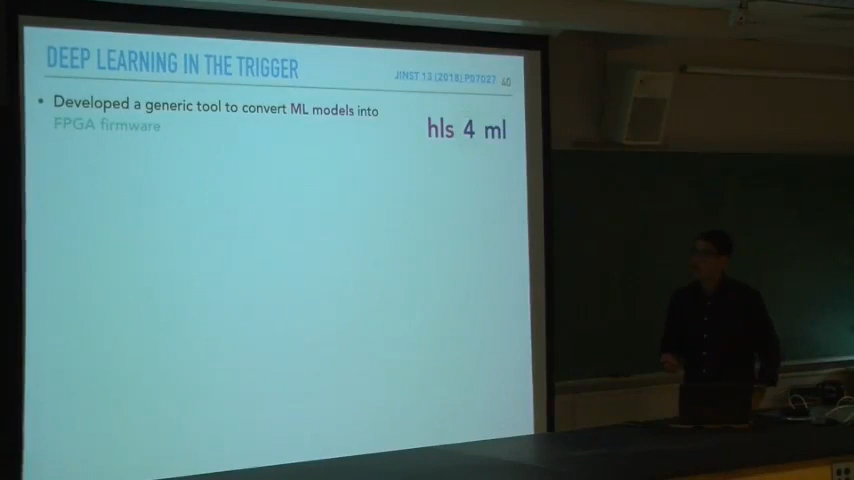 DEEP LEARNING IN THE TRIGGER
JINST 13 (2018) P07027 40
• Developed a generic tool to convert ML models into
FPGA firmware
hls 4 ml